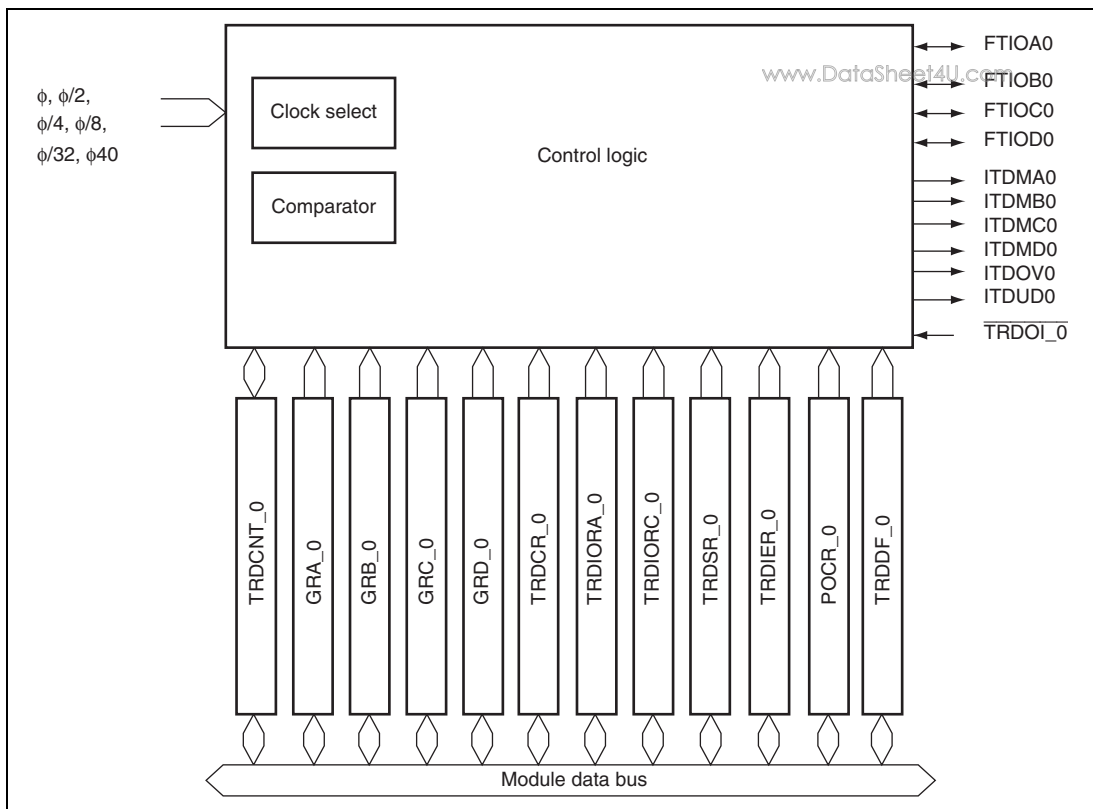 FTIOA0
www.DataSheet4U.com
FTIOB0
FTIOC0
FTIOD0
ϕ, ϕ/2,
ϕ/4, ϕ/8,
ϕ/32, ϕ40
Clock select
Control logic
Comparator
ITDMA0
ITDMB0
ITDMC0
ITDMD0
ITDOV0
ITDUD0
TRDOI_0
TRDCNT_0
GRA_0
GRB_0
GRC_0
GRD_0
TRDCR_0
TRDIORA_0
TRDIORC_0
TRDSR_0
TRDIER_0
POCR_0
TRDDF_0
Module data bus